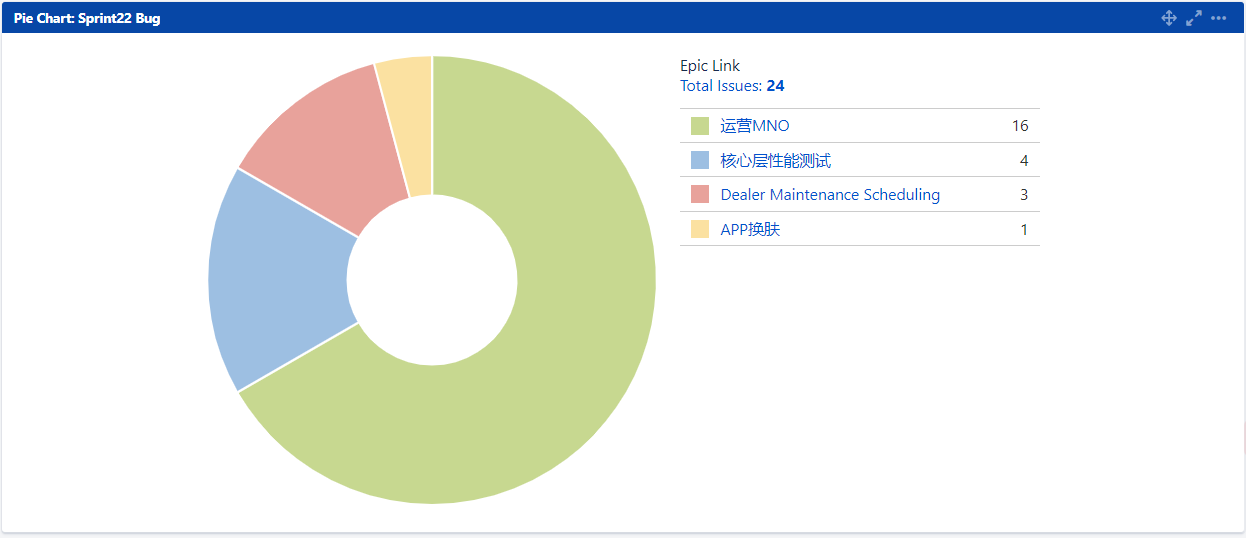 Pie Chart: Sprint22 Bug
Epic Link
Total Issues: 24
运营MNO 16
核心层性能测试 4
Dealer Maintenance Scheduling 3
APP换肤 1